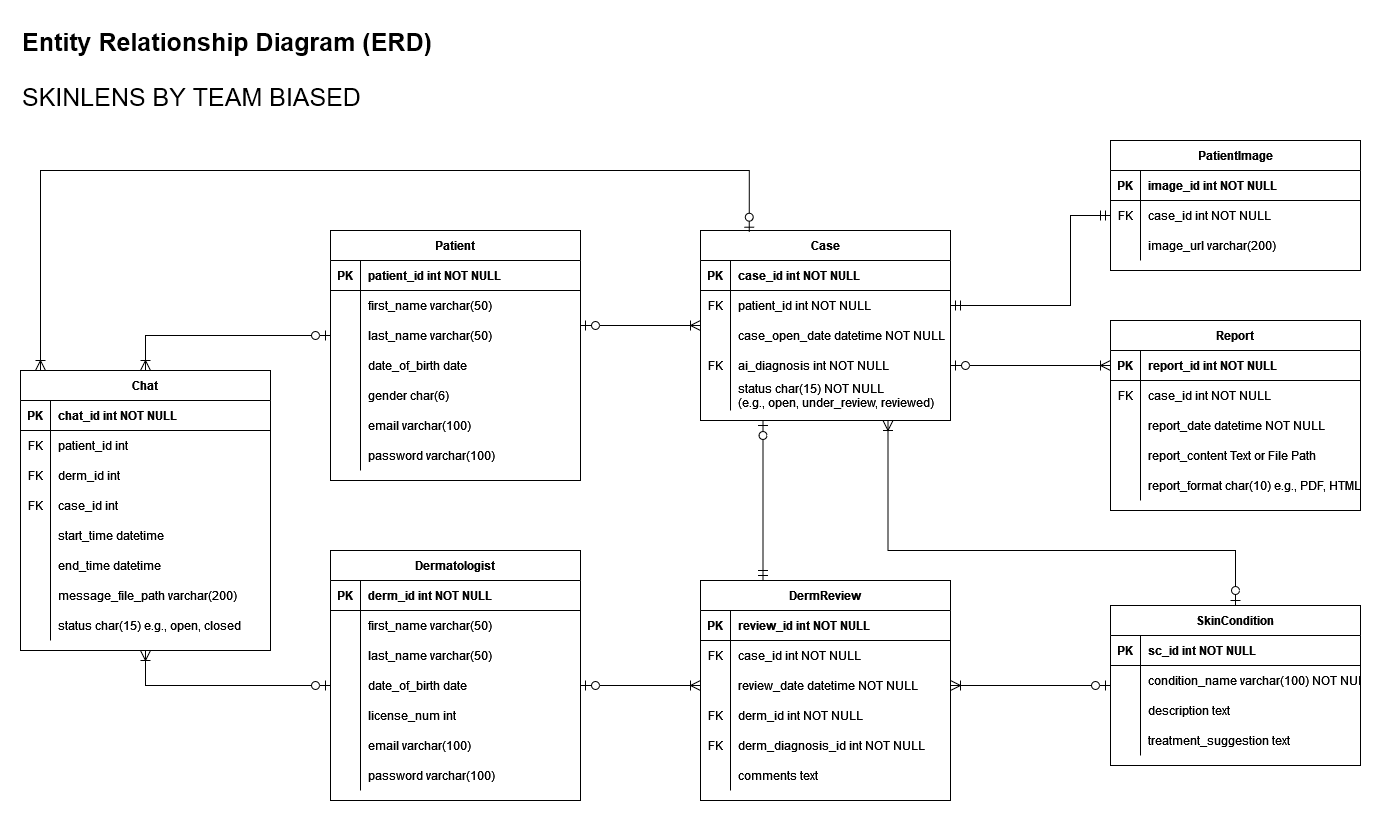 Entity Relationship Diagram (ERD)
SKINLENS BY TEAM BIASED
PatientImage
PK image_id int NOT NULL
FK case_id int NOT NULL
image_url varchar(200)
Patient
PK patient_id int NOT NULL
first_name varchar(50)
last_name varchar(50)
date_of_birth date
gender char(6)
email varchar(100)
password varchar(100)
Case
PK case_id int NOT NULL
FK patient_id int NOT NULL
case_open_date datetime NOT NULL
FK ai_diagnosis int NOT NULL
status char(15) NOT NULL
(e.g., open, under_review, reviewed)
Report
PK report_id int NOT NULL
FK case_id int NOT NULL
report_date datetime NOT NULL
report_content Text or File Path
report_format char(10) e.g., PDF, HTML
Chat
PK chat_id int NOT NULL
FK patient_id int
FK derm_id int
FK case_id int
start_time datetime
end_time datetime
message_file_path varchar(200)
status char(15) e.g., open, closed
Dermatologist
PK derm_id int NOT NULL
first_name varchar(50)
last_name varchar(50)
date_of_birth date
license_num int
email varchar(100)
password varchar(100)
DermReview
PK review_id int NOT NULL
FK case_id int NOT NULL
review_date datetime NOT NULL
FK derm_id int NOT NULL
FK derm_diagnosis_id int NOT NULL
comments text
SkinCondition
PK sc_id int NOT NULL
condition_name varchar(100) NOT NU
description text
treatment_suggestion text